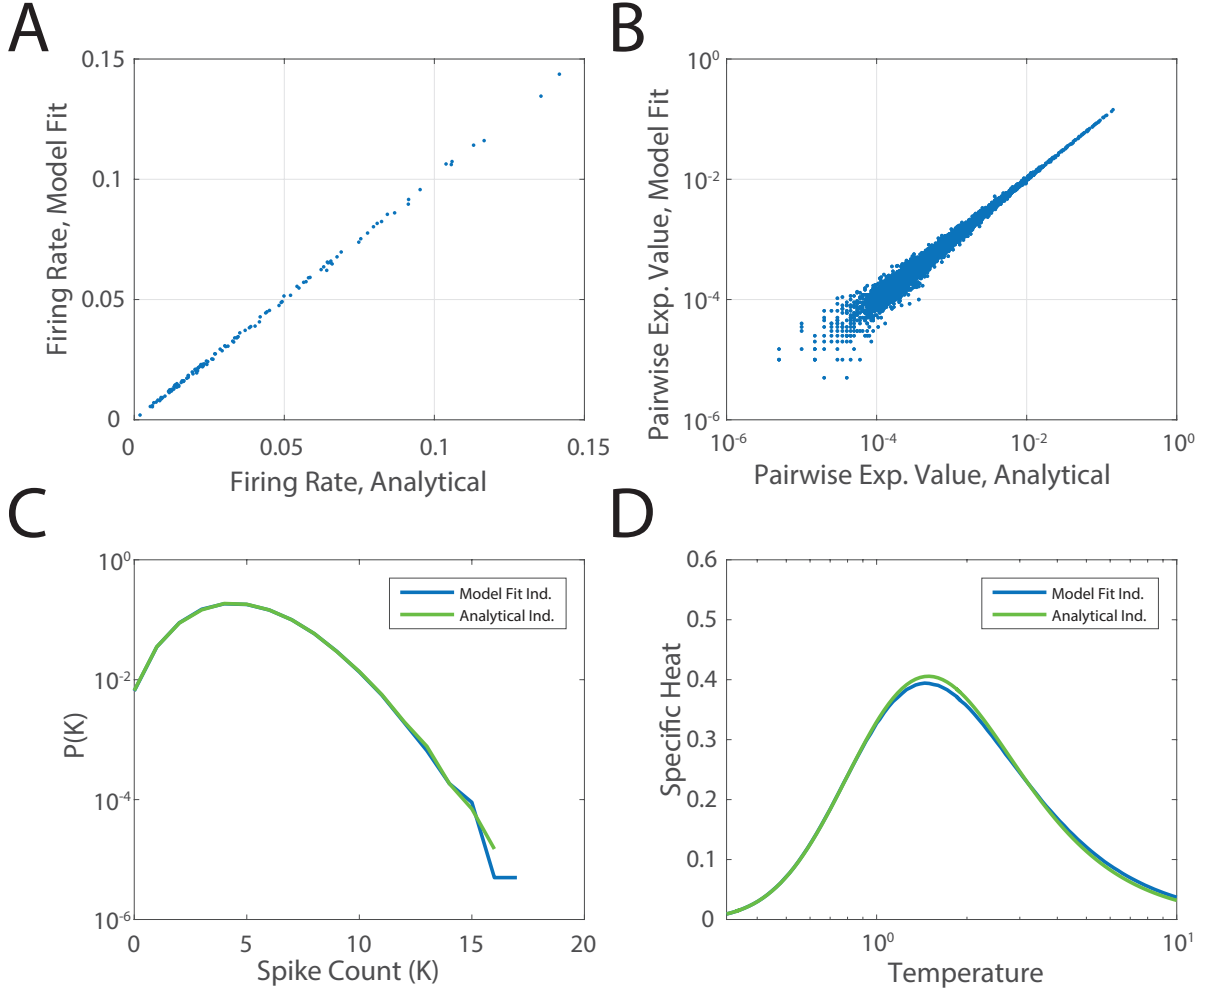 A
0.15
0.1
0.05
0
0
0.05
0.1
0.15
Firing Rate, Model Fit
Firing Rate, Analytical
B
10^0
10^-2
10^-4
10^-6
10^-6
10^-4
10^-2
10^0
Pairwise Exp. Value, Model Fit
Pairwise Exp. Value, Analytical
C
10^0
10^-2
10^-4
10^-6
0
5
10
15
20
P(K)
Spike Count (K)
Model Fit Ind.
Analytical Ind.
D
0.6
0.5
0.4
0.3
0.2
0.1
0
10^0
10^1
Specific Heat
Temperature
Model Fit Ind.
Analytical Ind.